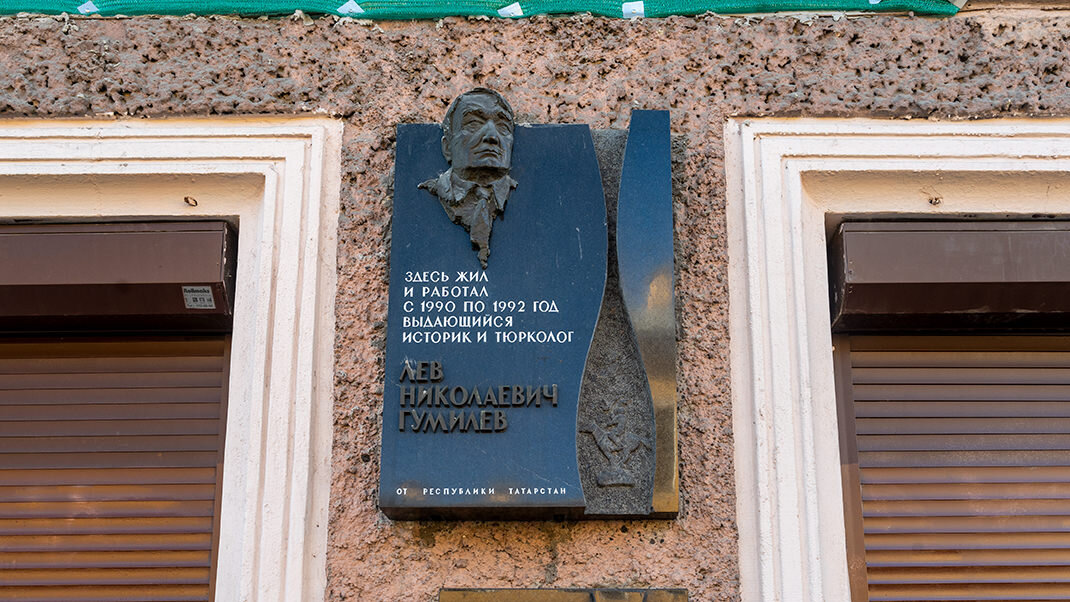 ЗДЕСЬ ЖИЛ
И РАБОТАЛ
С 1990 ПО 1992 ГОД
ВЫДАЮЩИЙСЯ
ИСТОРИК И ТЮРКОЛОГ
ЛЕВ
НИКОЛАЕВИЧ
ГУМИЛЕВ
ОТ РЕСПУБЛИКИ ТАТАРСТАН